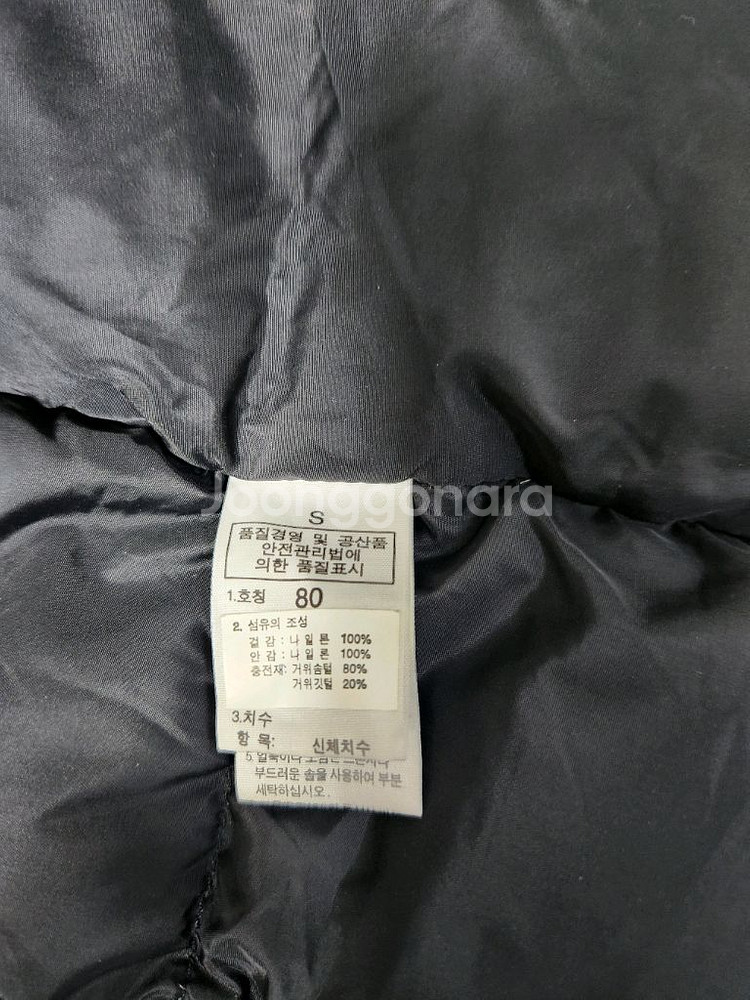 Joonggonara
S
품질경영 및 공산품
안전관리법에
의한 품질표시
1.호칭 80
2. 섬유의 조성
겉 감 : 나 일 론 100%
안 감 : 나 일 론 100%
충전재: 거위솜털 80%
거위깃털 20%
3.치수
항 목: 신체치수
부드러운 솔을 사용하여 부분
세탁하십시오.